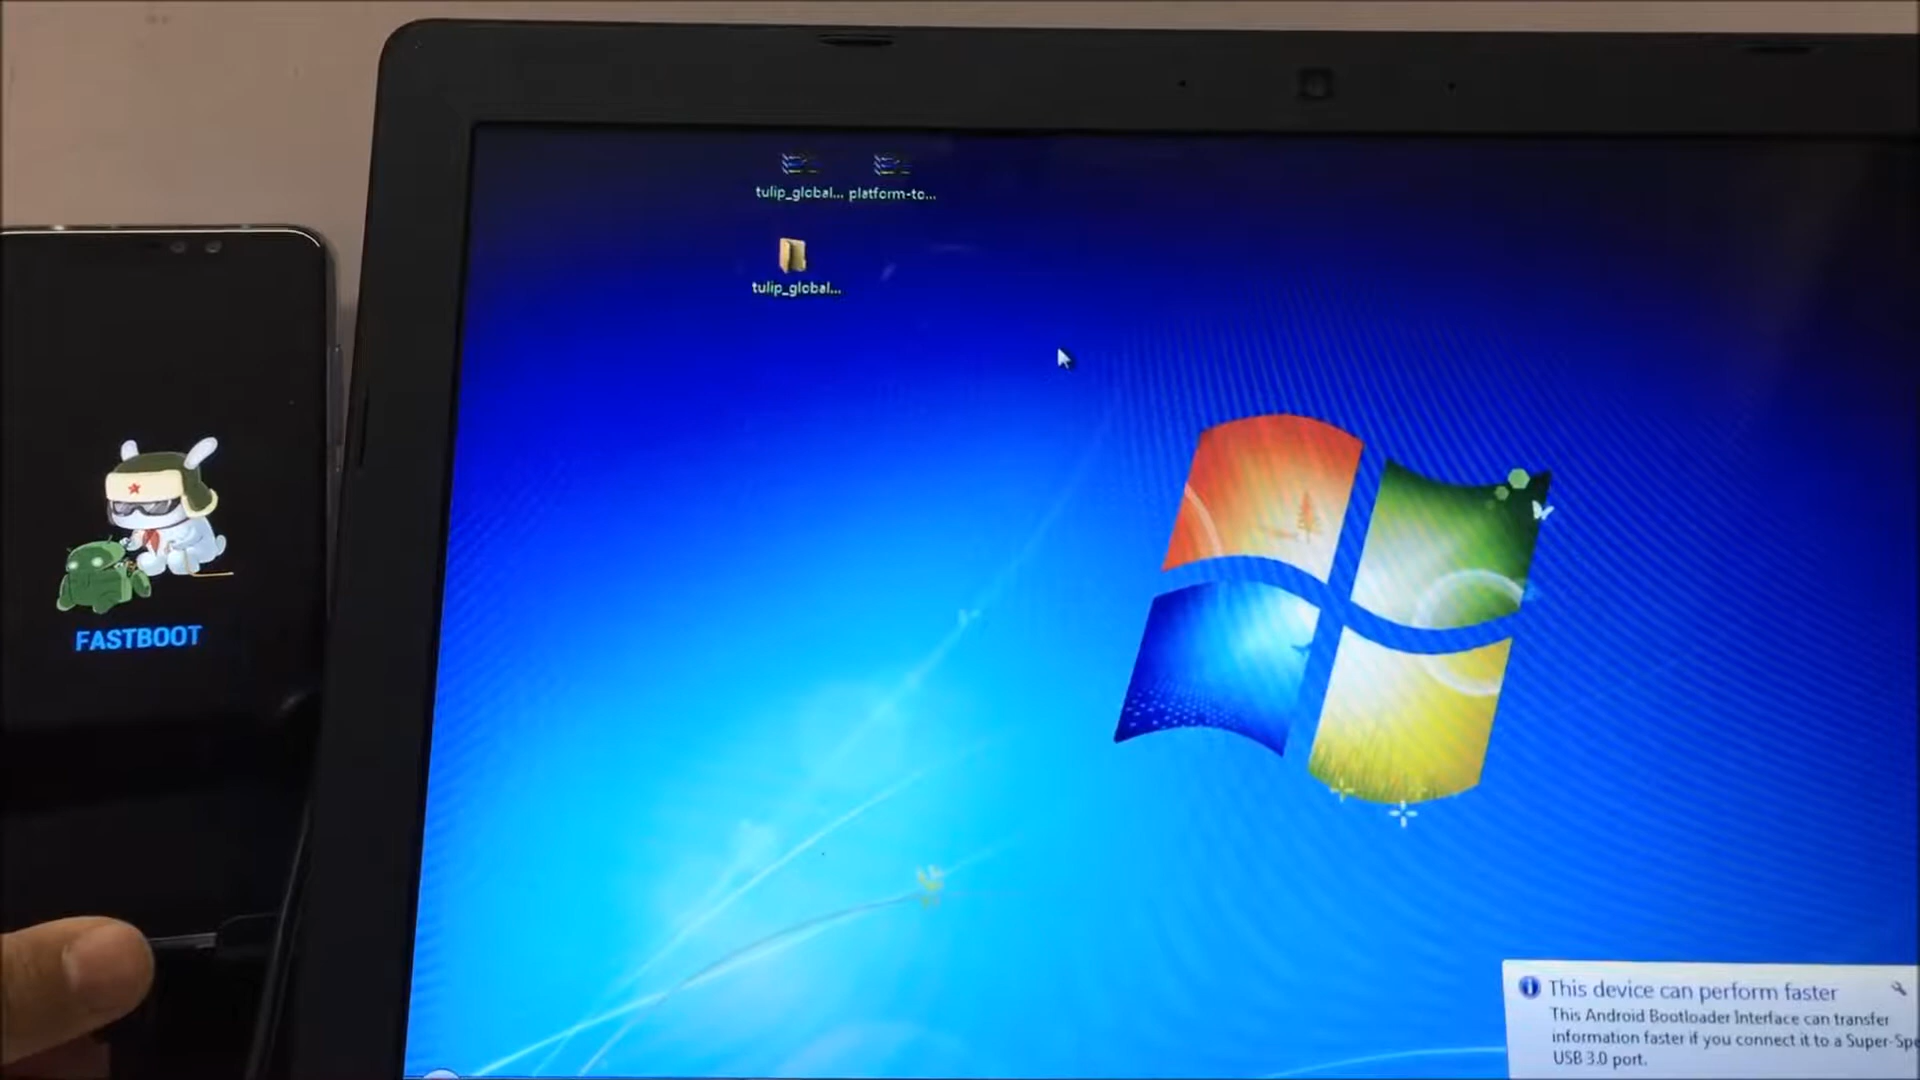 tulip_global... platform-to...
tulip_global...
FASTBOOT
This device can perform faster
This Android Bootloader Interface can transfer
information faster if you connect it to a Super-Spe
USB 3.0 port.